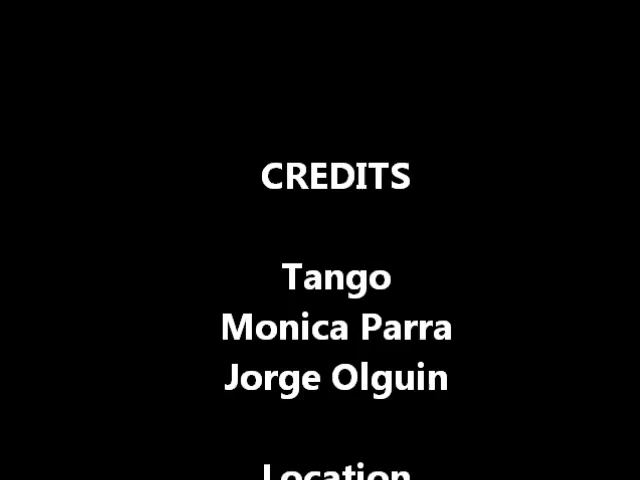 CREDITS
Tango
Monica Parra
Jorge Olguin
Location